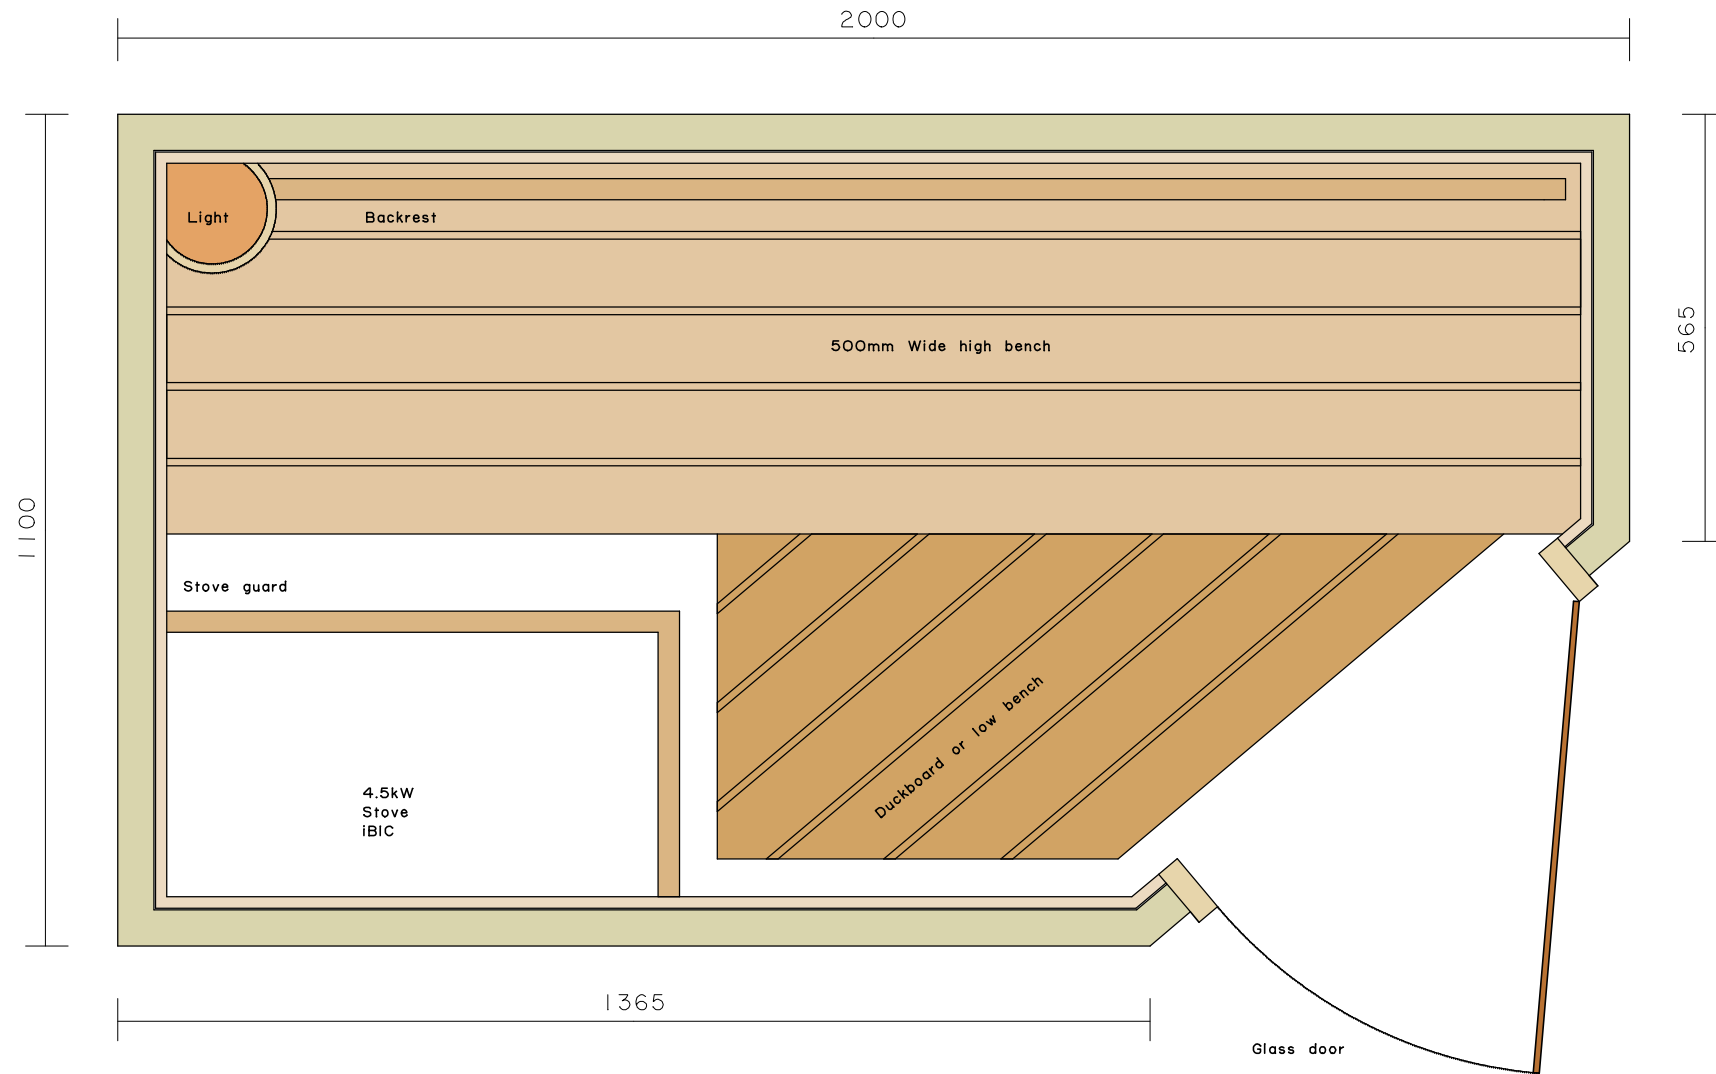 2000
Light
Backrest
565
500mm Wide high bench
1100
Stove guard
Duckboard or low bench
4.5kW
Stove
iBIC
1365
Glass door